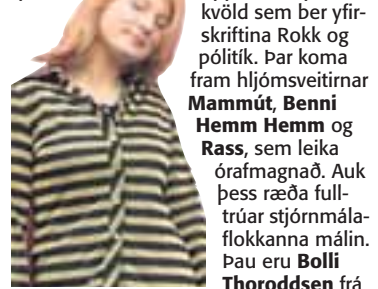 kvöld sem ber yfir-
skriftina Rokk og
pólitík. Þar koma
fram hljómsveitirnar
Mammút, Benni
Hemm Hemm og
Rass, sem leika
órafmagnað. Auk
þess ræða full-
trúar stjórnmála-
flokkanna málin.
Þau eru Bolli
Thoroddsen frá